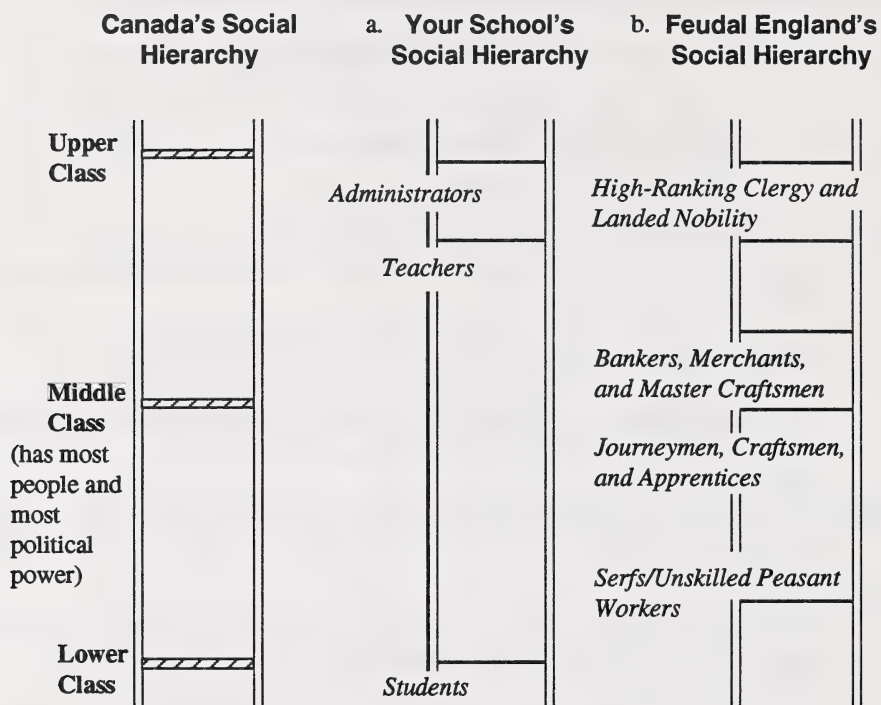 Canada's Social
Hierarchy
Upper
Class
Middle
Class
(has most
people and
most
political
power)
Lower
Class
a. Your School's
Social Hierarchy
Administrators
Teachers
Students
b. Feudal England's
Social Hierarchy
High-Ranking Clergy and
Landed Nobility
Bankers, Merchants,
and Master Craftsmen
Journeymen, Craftsmen,
and Apprentices
Serfs/Unskilled Peasant
Workers